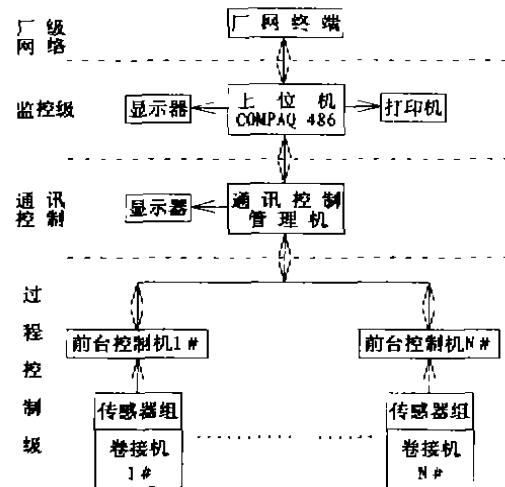 厂级
网络
厂网终端
监控级
显示器
上位机
COMPAQ 486
打印机
通讯
控制
显示器
通讯控制
管理机
过程控制级
前台控制机1#
前台控制机N#
传感器组
传感器组
卷接机
1#
卷接机
N#